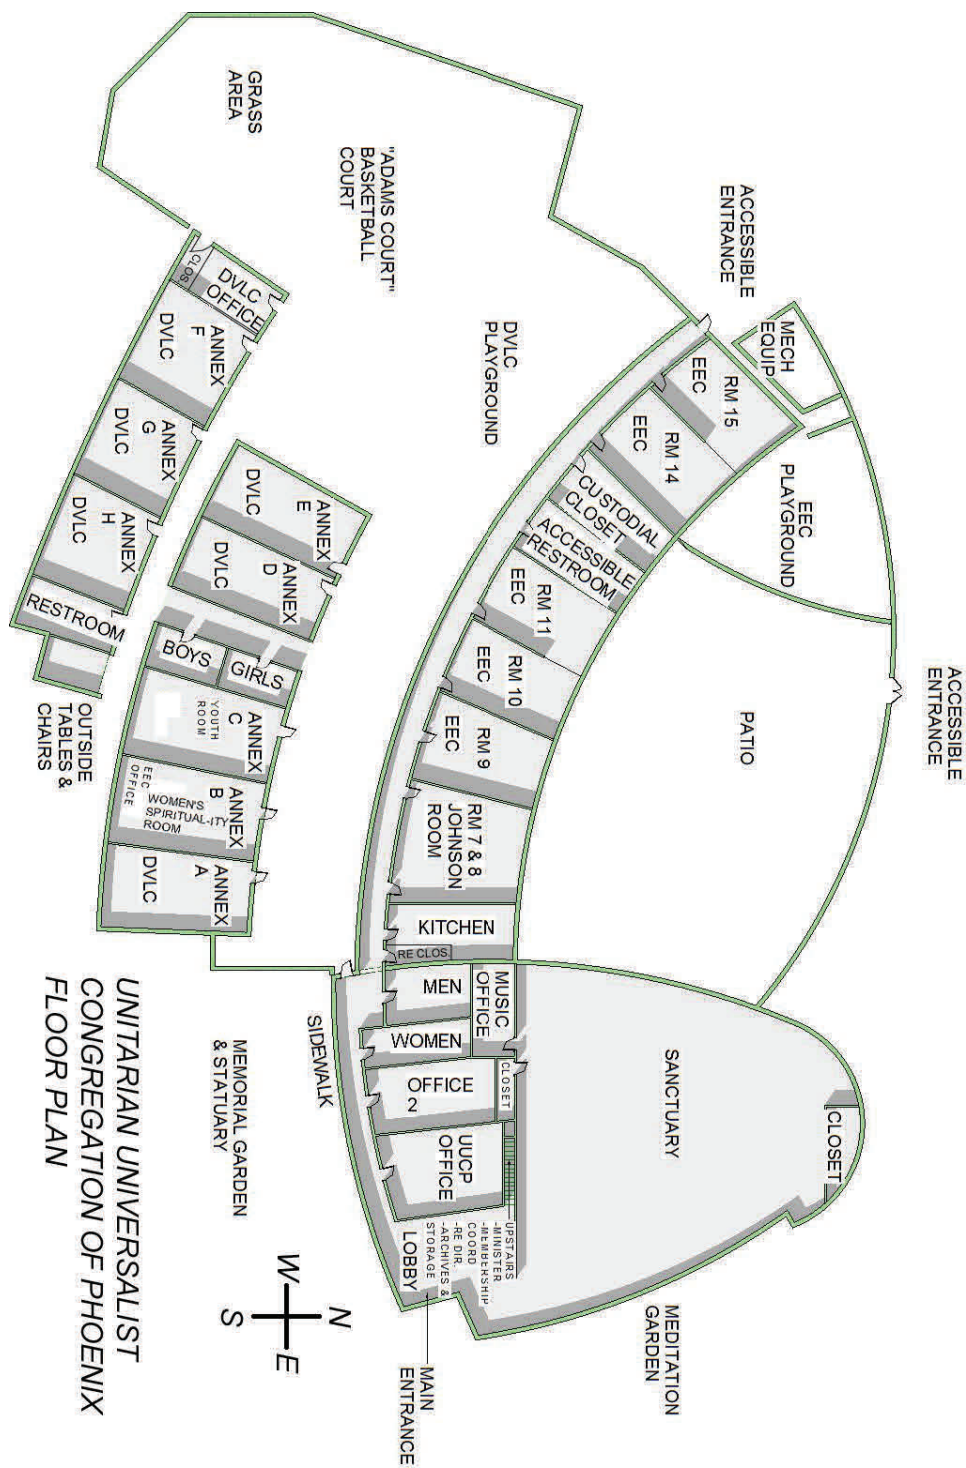 GRASS
AREA
"ADAMS COURT"
BASKETBALL
COURT
ACCESSIBLE
ENTRANCE
MECH
EQUIP
DVLC
PLAYGROUND
EEC
PLAYGROUND
RM 15
EEC
RM 14
EEC
CUSTODIAL
CLOSET
ACCESSIBLE
RESTROOM
RM 11
EEC
RM 10
EEC
RM 9
EEC
RM 7 & 8
JOHNSON
ROOM
KITCHEN
RE CLOS.
PATIO
ACCESSIBLE
ENTRANCE
CLOS
DVLC
OFFICE
ANNEX
F
DVLC
ANNEX
G
DVLC
ANNEX
H
DVLC
RESTROOM
OUTSIDE
TABLES &
CHAIRS
ANNEX
E
DVLC
ANNEX
D
DVLC
BOYS
GIRLS
ANNEX
C
YOUTH
ROOM
ANNEX
B
WOMEN'S
SPIRITUAL-ITY
ROOM
EEC
OFFICE
ANNEX
A
DVLC
MEN
MUSIC
OFFICE
WOMEN
OFFICE
2
CLOSET
UUCP
OFFICE
SANCTUARY
CLOSET
UPSTAIRS
-MINISTER
-MEMBERSHIP
COORD
-RE DIR.
-ARCHIVES &
STORAGE
LOBBY
SIDEWALK
MEMORIAL GARDEN
& STATUARY
MAIN
ENTRANCE
MEDITATION
GARDEN
N
W
E
S
UNITARIAN UNIVERSALIST
CONGREGATION OF PHOENIX
FLOOR PLAN